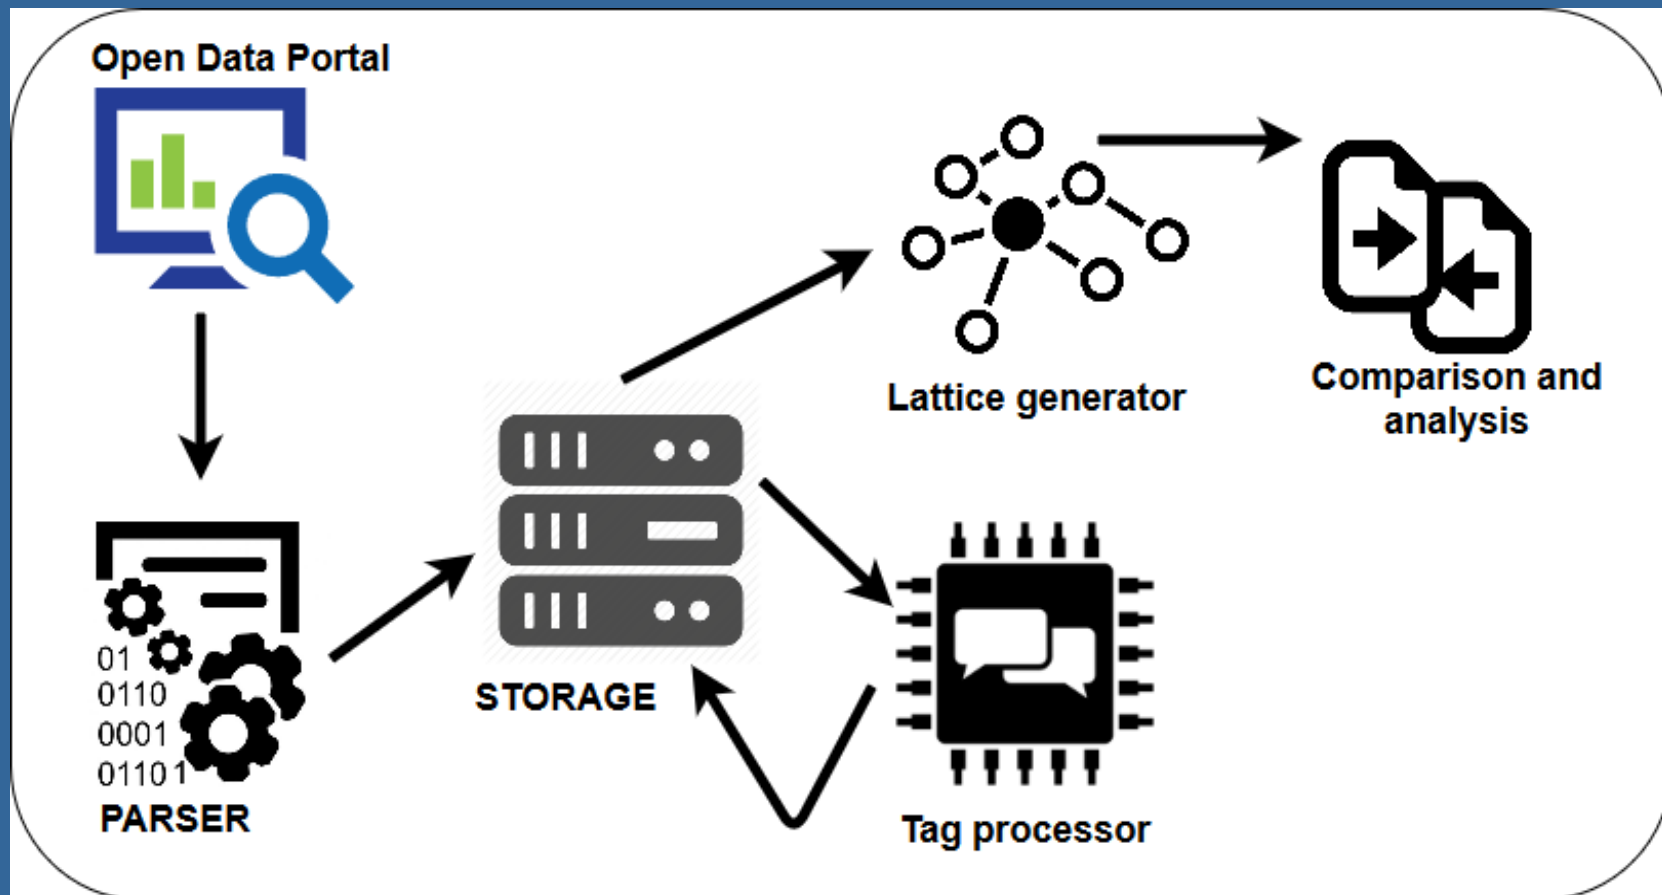 Open Data Portal
Lattice generator
Comparison and
analysis
01
0110
0001
01101
PARSER
STORAGE
Tag processor